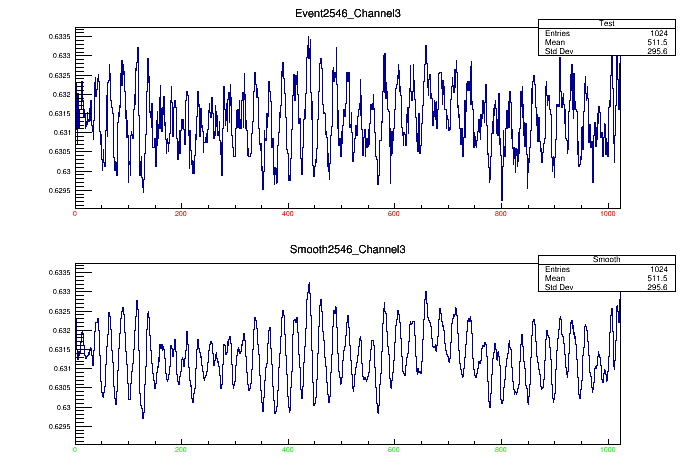 Event2546_Channel3
Test
Entries 1024
Mean 511.5
Std Dev 295.6
0.6335
0.633
0.6325
0.632
0.6315
0.631
0.6305
0.63
0.6295
0 200 400 600 800 1000
Smooth2546_Channel3
Smooth
Entries 1024
Mean 511.5
Std Dev 295.6
0.6335
0.633
0.6325
0.632
0.6315
0.631
0.6305
0.63
0.6295
0 200 400 600 800 1000